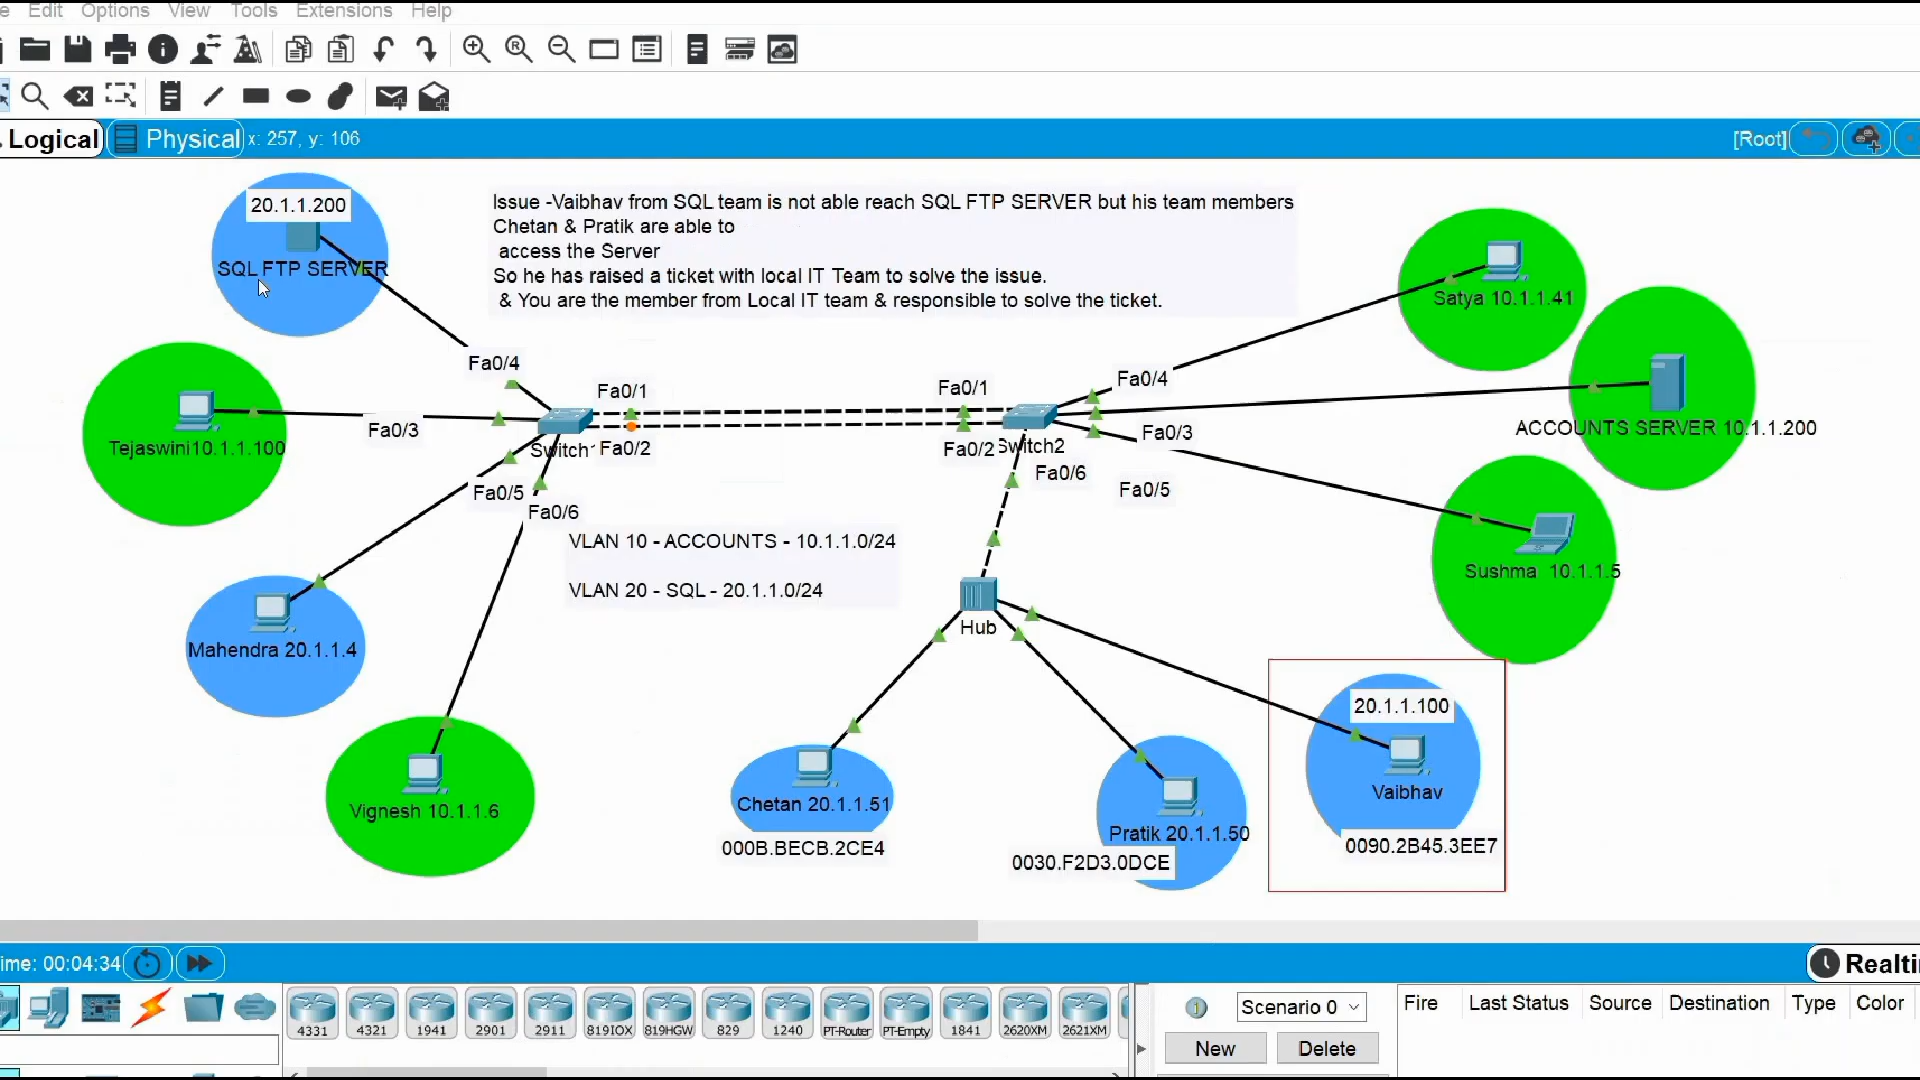 Edit Options View Tools Extensions Help
Logical Physical x: 257, y: 106 [Root]
20.1.1.200
SQL FTP SERVER
Issue -Vaibhav from SQL team is not able reach SQL FTP SERVER but his team members
Chetan & Pratik are able to
access the Server
So he has raised a ticket with local IT Team to solve the issue.
& You are the member from Local IT team & responsible to solve the ticket.
Satya 10.1.1.41
Fa0/4
Fa0/1
Fa0/1
Fa0/4
Fa0/3
Tejaswini10.1.1.100
Switch1
Fa0/2
Fa0/2
Switch2
Fa0/3
ACCOUNTS SERVER 10.1.1.200
Fa0/5
Fa0/6
Fa0/6
Fa0/5
VLAN 10 - ACCOUNTS - 10.1.1.0/24
VLAN 20 - SQL - 20.1.1.0/24
Sushma 10.1.1.5
Hub
Mahendra 20.1.1.4
Vignesh 10.1.1.6
Chetan 20.1.1.51
000B.BECB.2CE4
Pratik 20.1.1.50
0030.F2D3.0DCE
20.1.1.100
Vaibhav
0090.2B45.3EE7
ime: 00:04:34 Realti
4331 4321 1941 2901 2911 819IOX 819HGW 829 1240 PT-Router PT-Empty 1841 2620XM 2621XM
Scenario 0
New Delete
Fire Last Status Source Destination Type Color